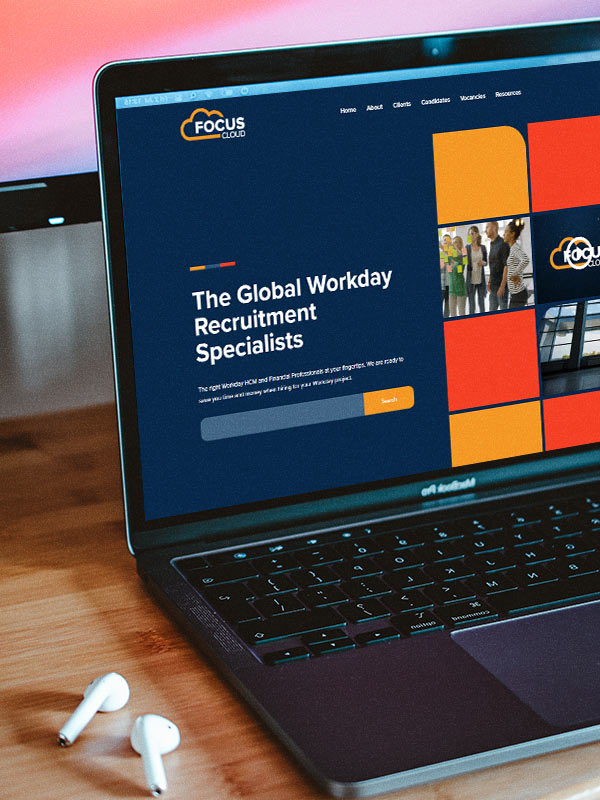 FOCUS
CLOUD
Home About Clients Candidates Vacancies Resources
The Global Workday
Recruitment
Specialists
The right Workday HCM and Financial Professionals at your fingertips. We are ready to
save you time and money when hiring for your Workday project.
Search
FOCU
CLO
MacBook Pro
command
option